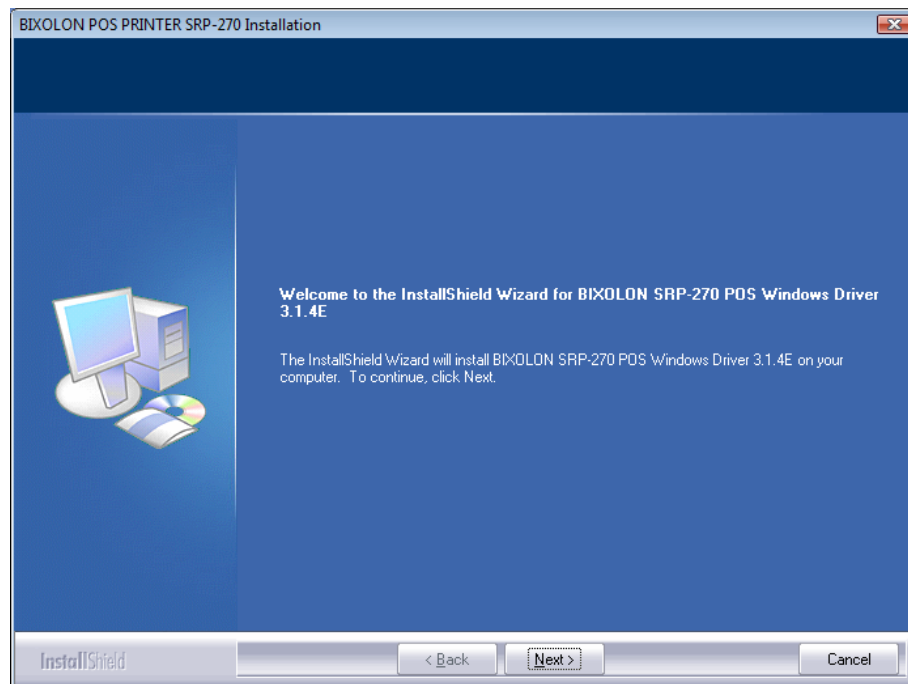 BIXOLON POS PRINTER SRP-270 Installation
Welcome to the InstallShield Wizard for BIXOLON SRP-270 POS Windows Driver
3.1.4E
The InstallShield Wizard will install BIXOLON SRP-270 POS Windows Driver 3.1.4E on your
computer. To continue, click Next.
InstallShield
< Back
Next >
Cancel